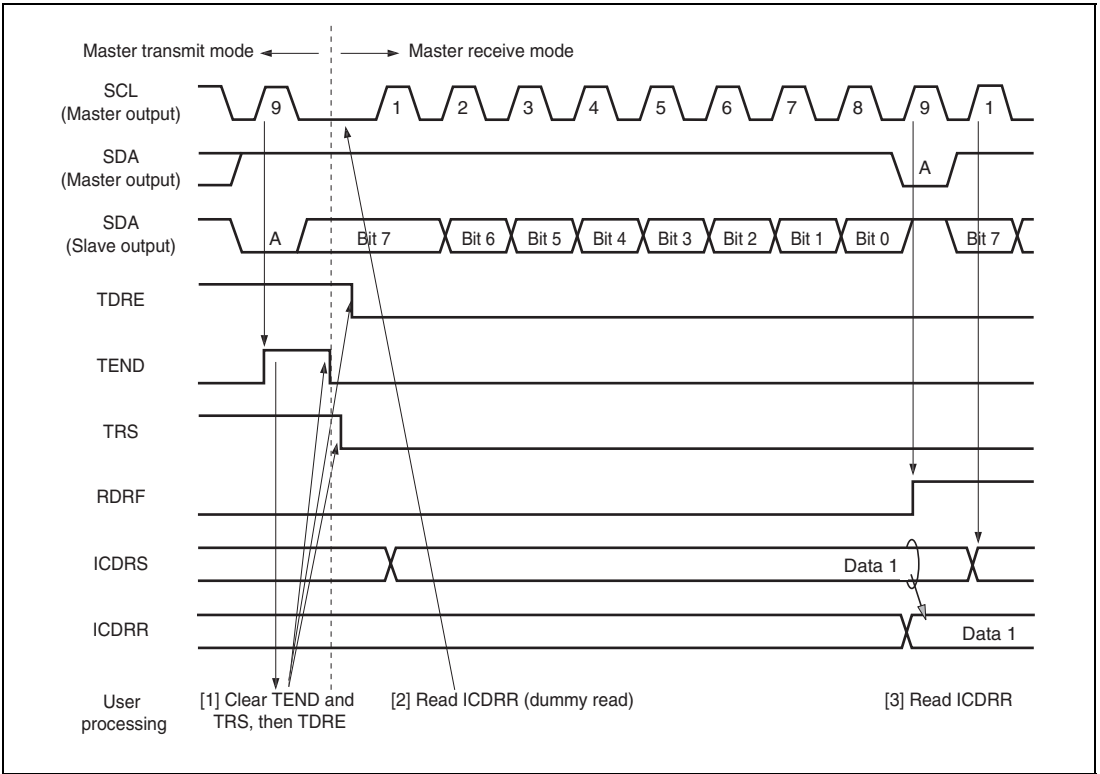 Master transmit mode
Master receive mode
SCL
(Master output)
9
1
2
3
4
5
6
7
8
9
1
SDA
(Master output)
A
SDA
(Slave output)
A
Bit 7
Bit 6
Bit 5
Bit 4
Bit 3
Bit 2
Bit 1
Bit 0
Bit 7
TDRE
TEND
TRS
RDRF
ICDRS
Data 1
ICDRR
Data 1
User
processing
[1] Clear TEND and
TRS, then TDRE
[2] Read ICDRR (dummy read)
[3] Read ICDRR